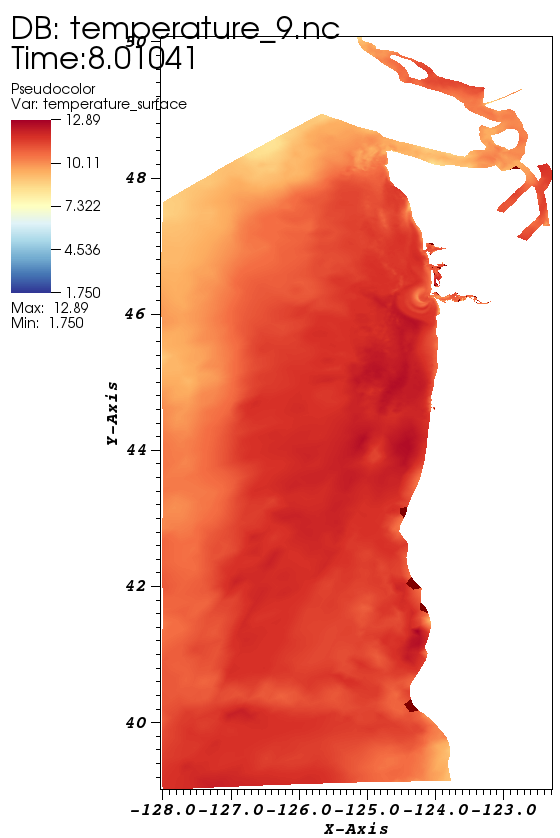 DB: temperature_9.nc
Time:8.01041
Pseudocolor
Var: temperature_surface
12.89
10.11
7.322
4.536
1.750
Max: 12.89
Min: 1.750
50
48
46
44
42
40
Y-Axis
-128.0 -127.0 -126.0 -125.0 -124.0 -123.0
X-Axis